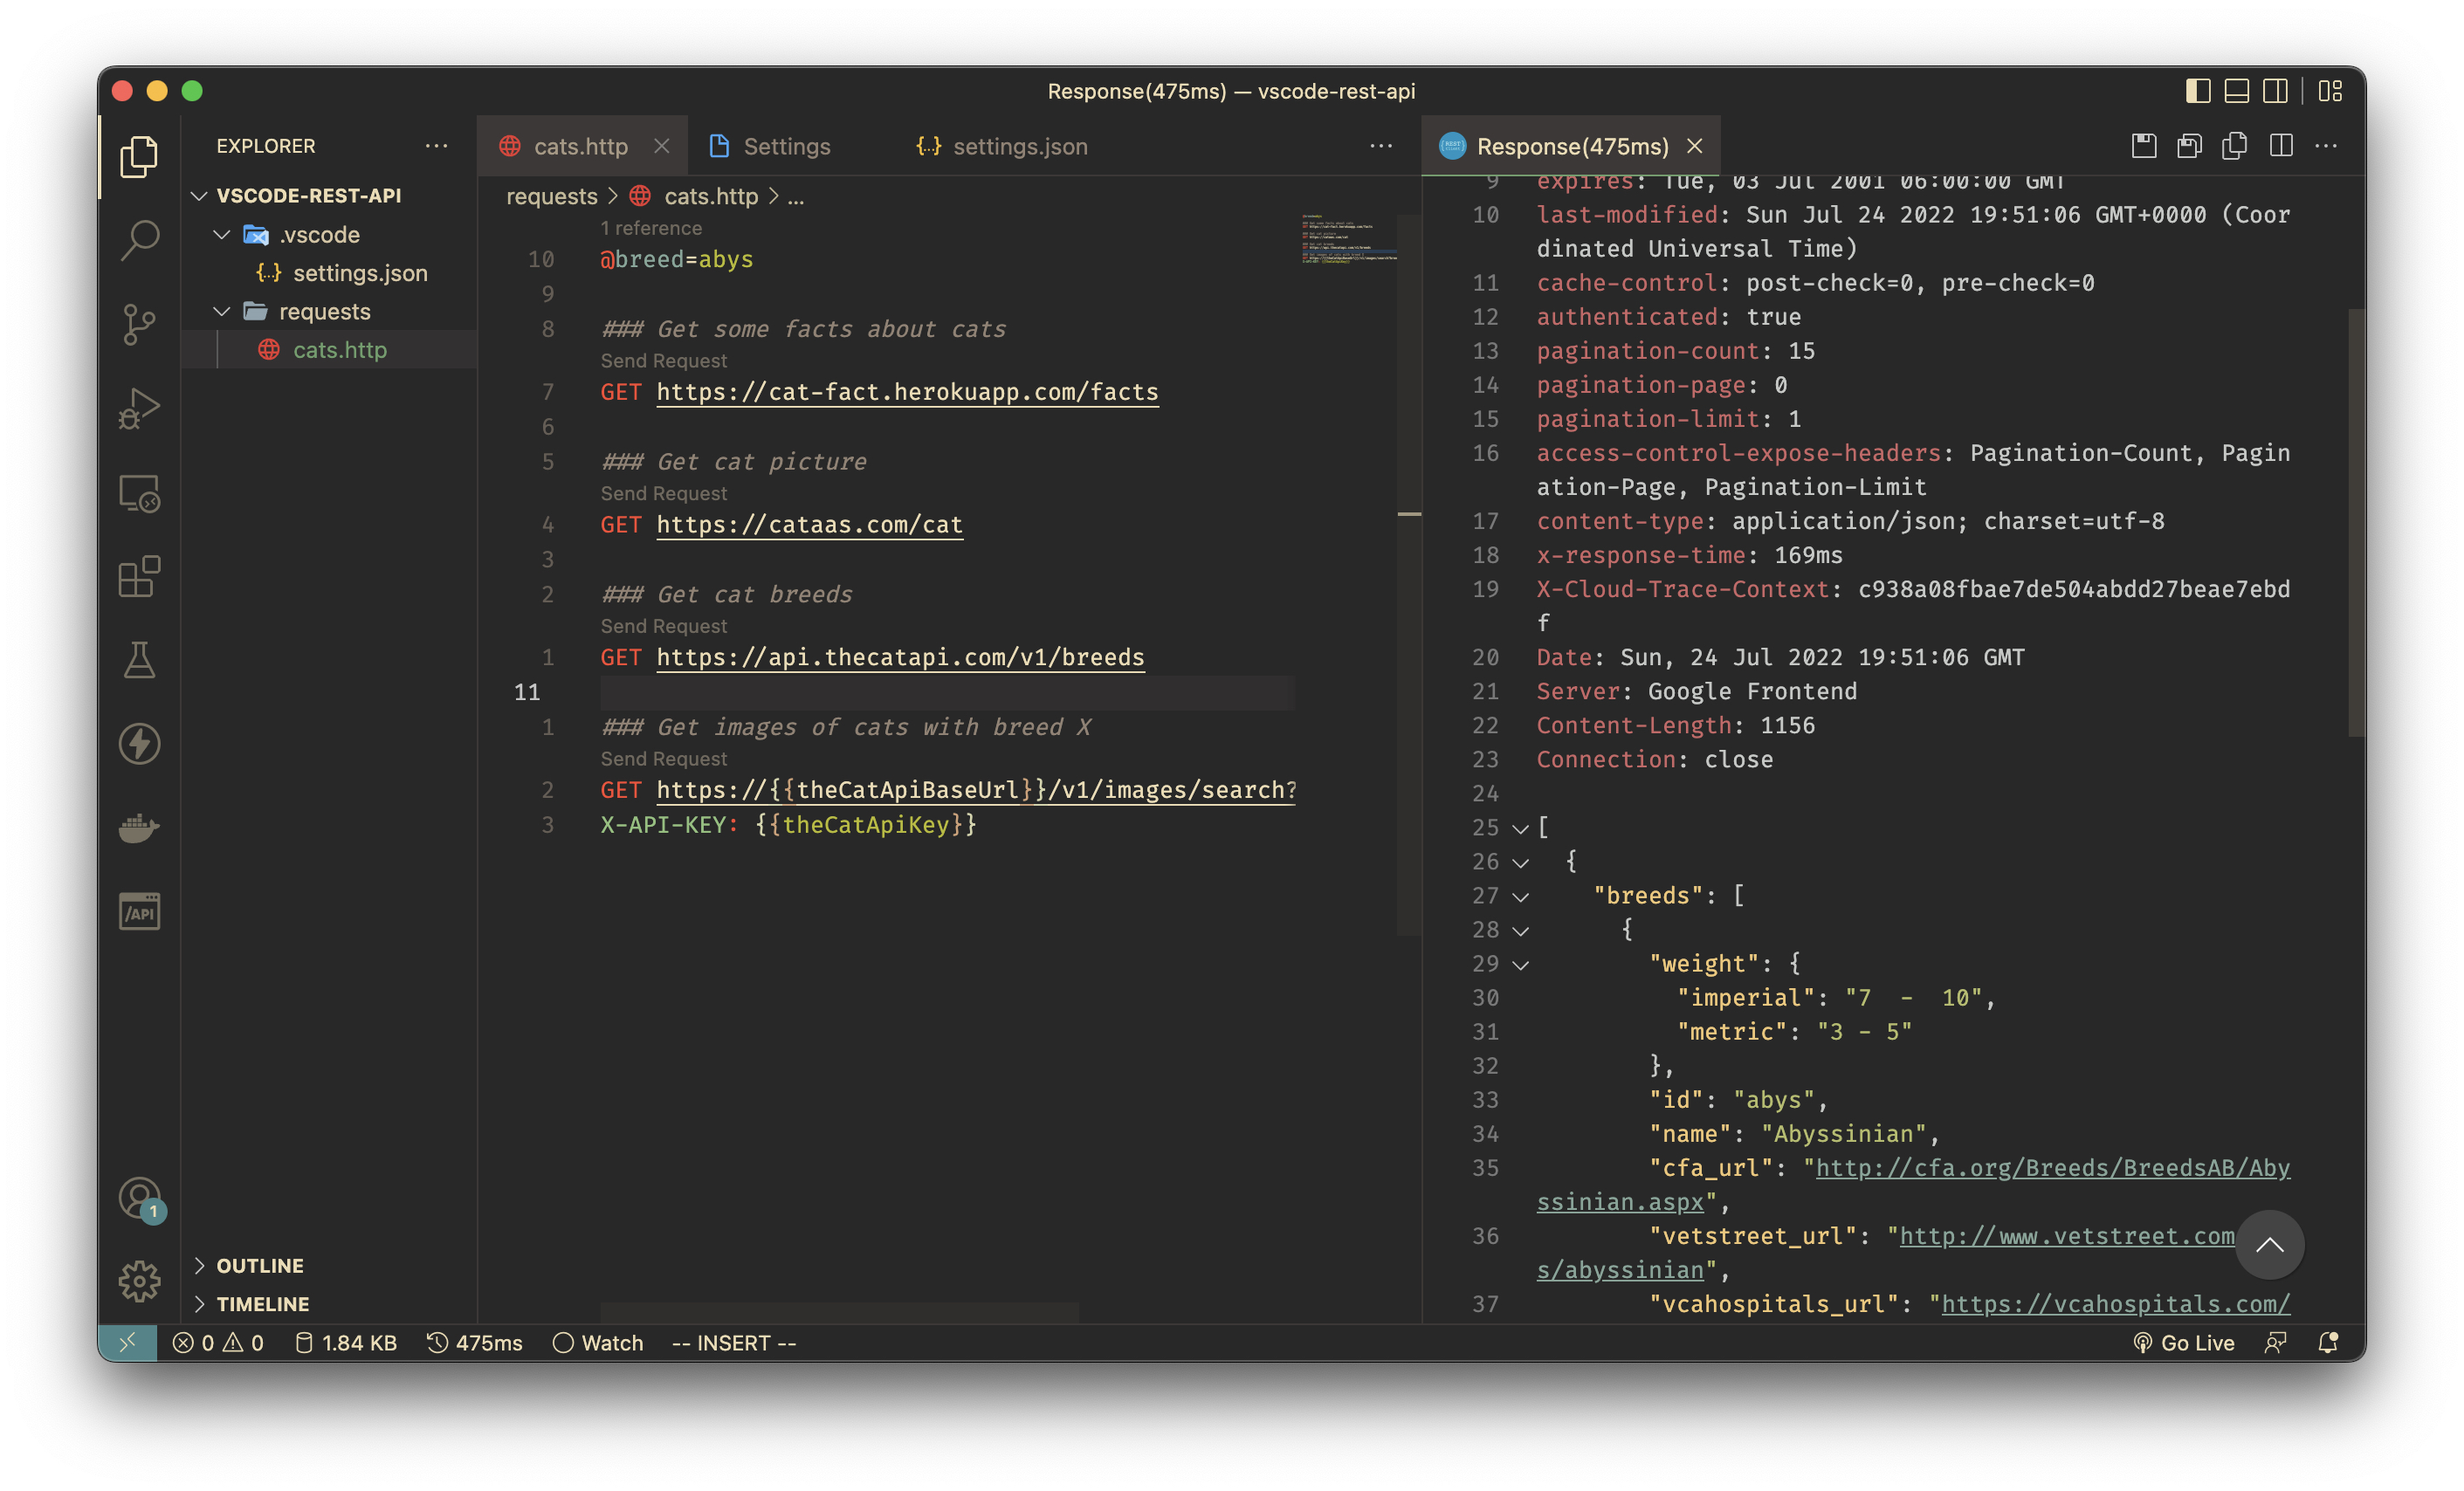 Response(475ms) — vscode-rest-api
EXPLORER
VSCODE-REST-API
.vscode
{..} settings.json
requests
cats.http
OUTLINE
TIMELINE
/API
1
cats.http
Settings
{..} settings.json
requests > cats.http > ...
1 reference
10 @breed=abys
9
8 ### Get some facts about cats
Send Request
7 GET https://cat-fact.herokuapp.com/facts
6
5 ### Get cat picture
Send Request
4 GET https://cataas.com/cat
3
2 ### Get cat breeds
Send Request
1 GET https://api.thecatapi.com/v1/breeds
11
1 ### Get images of cats with breed X
Send Request
2 GET https://{{theCatApiBaseUrl}}/v1/images/search?
3 X-API-KEY: {{theCatApiKey}}
Response(475ms)
9 expires: Tue, 03 Jul 2001 06:00:00 GMT
10 last-modified: Sun Jul 24 2022 19:51:06 GMT+0000 (Coor
dinated Universal Time)
11 cache-control: post-check=0, pre-check=0
12 authenticated: true
13 pagination-count: 15
14 pagination-page: 0
15 pagination-limit: 1
16 access-control-expose-headers: Pagination-Count, Pagin
ation-Page, Pagination-Limit
17 content-type: application/json; charset=utf-8
18 x-response-time: 169ms
19 X-Cloud-Trace-Context: c938a08fbae7de504abdd27beae7ebd
f
20 Date: Sun, 24 Jul 2022 19:51:06 GMT
21 Server: Google Frontend
22 Content-Length: 1156
23 Connection: close
24
25 [
26 {
27 "breeds": [
28 {
29 "weight": {
30 "imperial": "7  -  10",
31 "metric": "3 - 5"
32 },
33 "id": "abys",
34 "name": "Abyssinian",
35 "cfa_url": "http://cfa.org/Breeds/BreedsAB/Aby
ssinian.aspx",
36 "vetstreet_url": "http://www.vetstreet.com
s/abyssinian",
37 "vcahospitals_url": "https://vcahospitals.com/
0 0 1.84 KB 475ms Watch -- INSERT -- Go Live